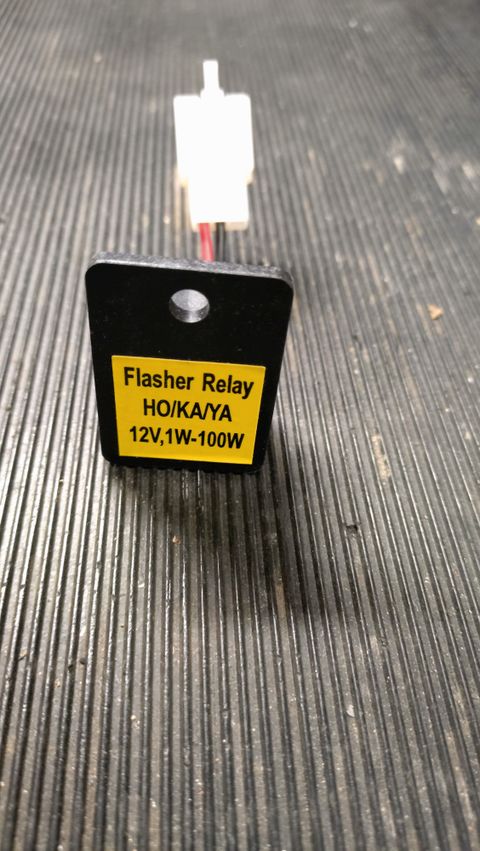 Flasher Relay
HO/KA/YA
12V,1W-100W